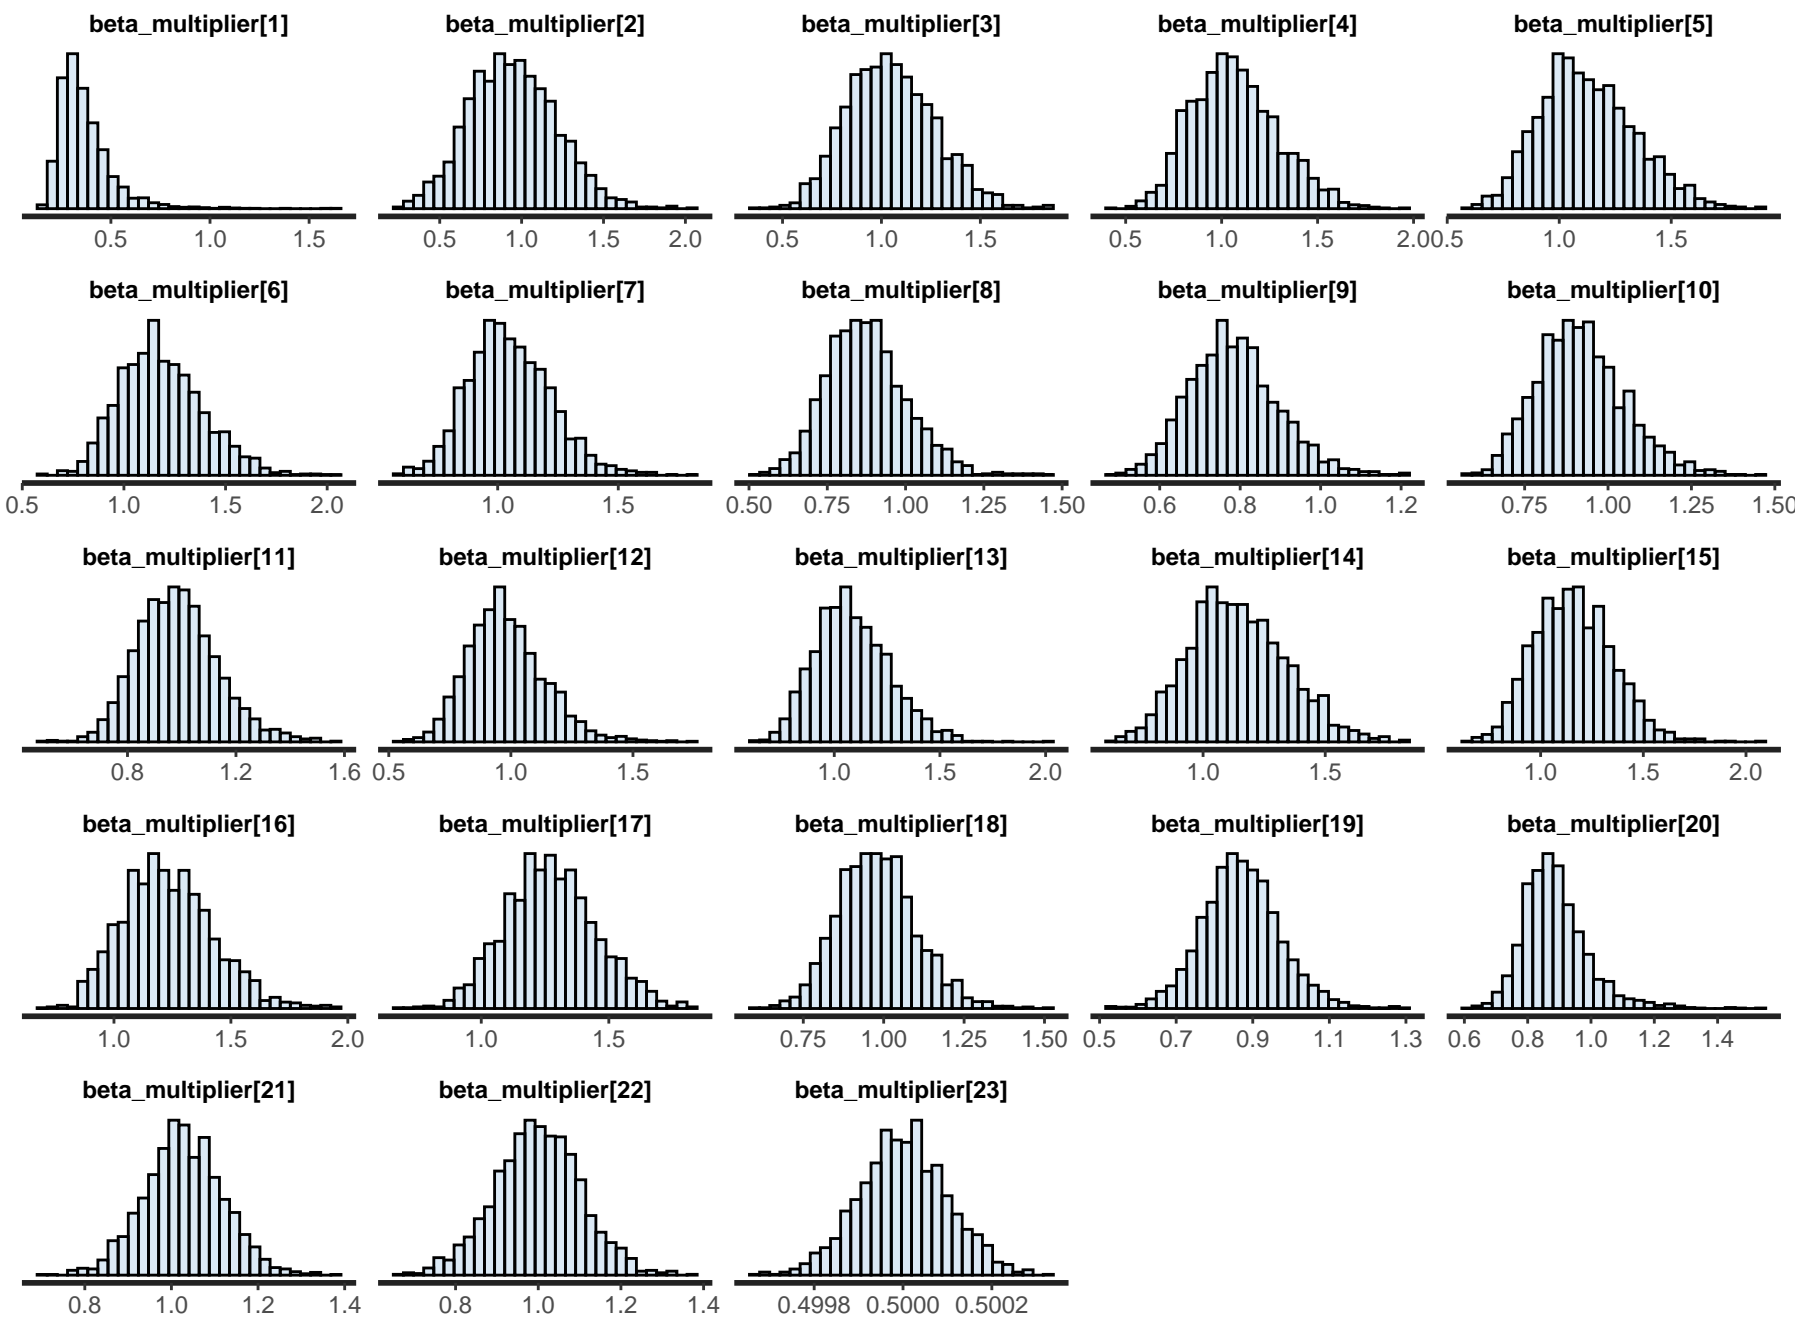 beta_multiplier[1] beta_multiplier[2] beta_multiplier[3] beta_multiplier[4] beta_multiplier[5]
0.5 1.0 1.5 0.5 1.0 1.5 2.0 0.5 1.0 1.5 0.5 1.0 1.5 2.0 0.5 1.0 1.5
beta_multiplier[6] beta_multiplier[7] beta_multiplier[8] beta_multiplier[9] beta_multiplier[10]
0.5 1.0 1.5 2.0 1.0 1.5 0.50 0.75 1.00 1.25 1.50 0.6 0.8 1.0 1.2 0.75 1.00 1.25 1.50
beta_multiplier[11] beta_multiplier[12] beta_multiplier[13] beta_multiplier[14] beta_multiplier[15]
0.8 1.2 1.6 0.5 1.0 1.5 1.0 1.5 2.0 1.0 1.5 1.0 1.5 2.0
beta_multiplier[16] beta_multiplier[17] beta_multiplier[18] beta_multiplier[19] beta_multiplier[20]
1.0 1.5 2.0 1.0 1.5 0.75 1.00 1.25 1.50 0.5 0.7 0.9 1.1 1.3 0.6 0.8 1.0 1.2 1.4
beta_multiplier[21] beta_multiplier[22] beta_multiplier[23]
0.8 1.0 1.2 1.4 0.8 1.0 1.2 1.4 0.4998 0.5000 0.5002